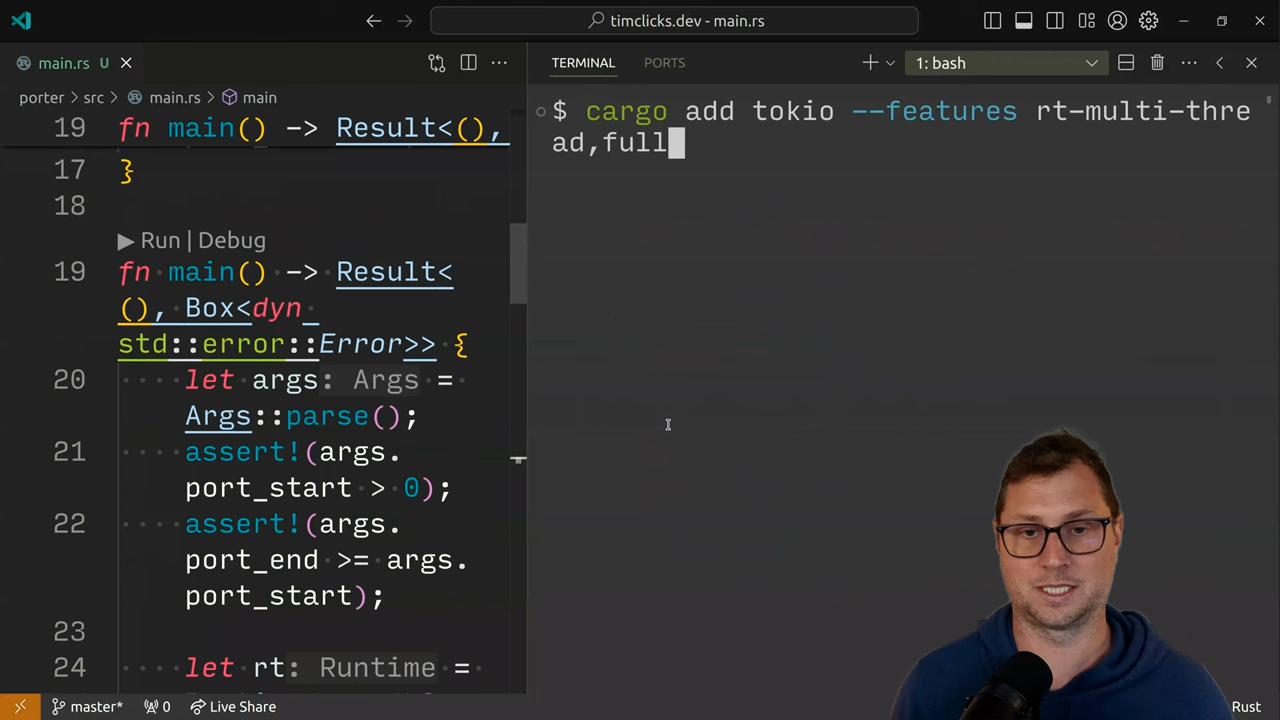 timclicks.dev - main.rs
main.rs U
porter > src > main.rs > main
19 fn main() -> Result<(),
17 }
18
Run | Debug
19 fn main() -> Result<
(), Box<dyn
std::error::Error>> {
20 let args: Args =
Args::parse();
21 assert!(args.
port_start > 0);
22 assert!(args.
port_end >= args.
port_start);
23
24 let rt: Runtime =
master* 0 Live Share
TERMINAL PORTS
1: bash
$ cargo add tokio --features rt-multi-thre
ad,full
Rust